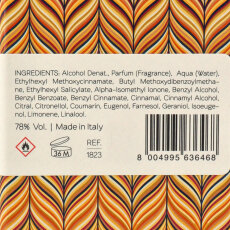 INGREDIENTS: Alcohol Denat., Parfum (Fragrance), Aqua (Water),
Ethylhexyl Methoxycinnamate, Butyl Methoxydibenzoylmetha
ne, Ethylhexyl Salicylate, Alpha-Isomethyl Ionone, Benzyl Alcohol,
Benzyl Benzoate, Benzyl Cinnamate, Cinnamal, Cinnamyl Alcohol,
Citral, Citronellol, Coumarin, Eugenol, Farnesol, Geraniol, Isoeuge-
nol, Limonene, Linalool.
78% Vol. | Made in Italy
36 M
REF.
1823
8 004995 636468